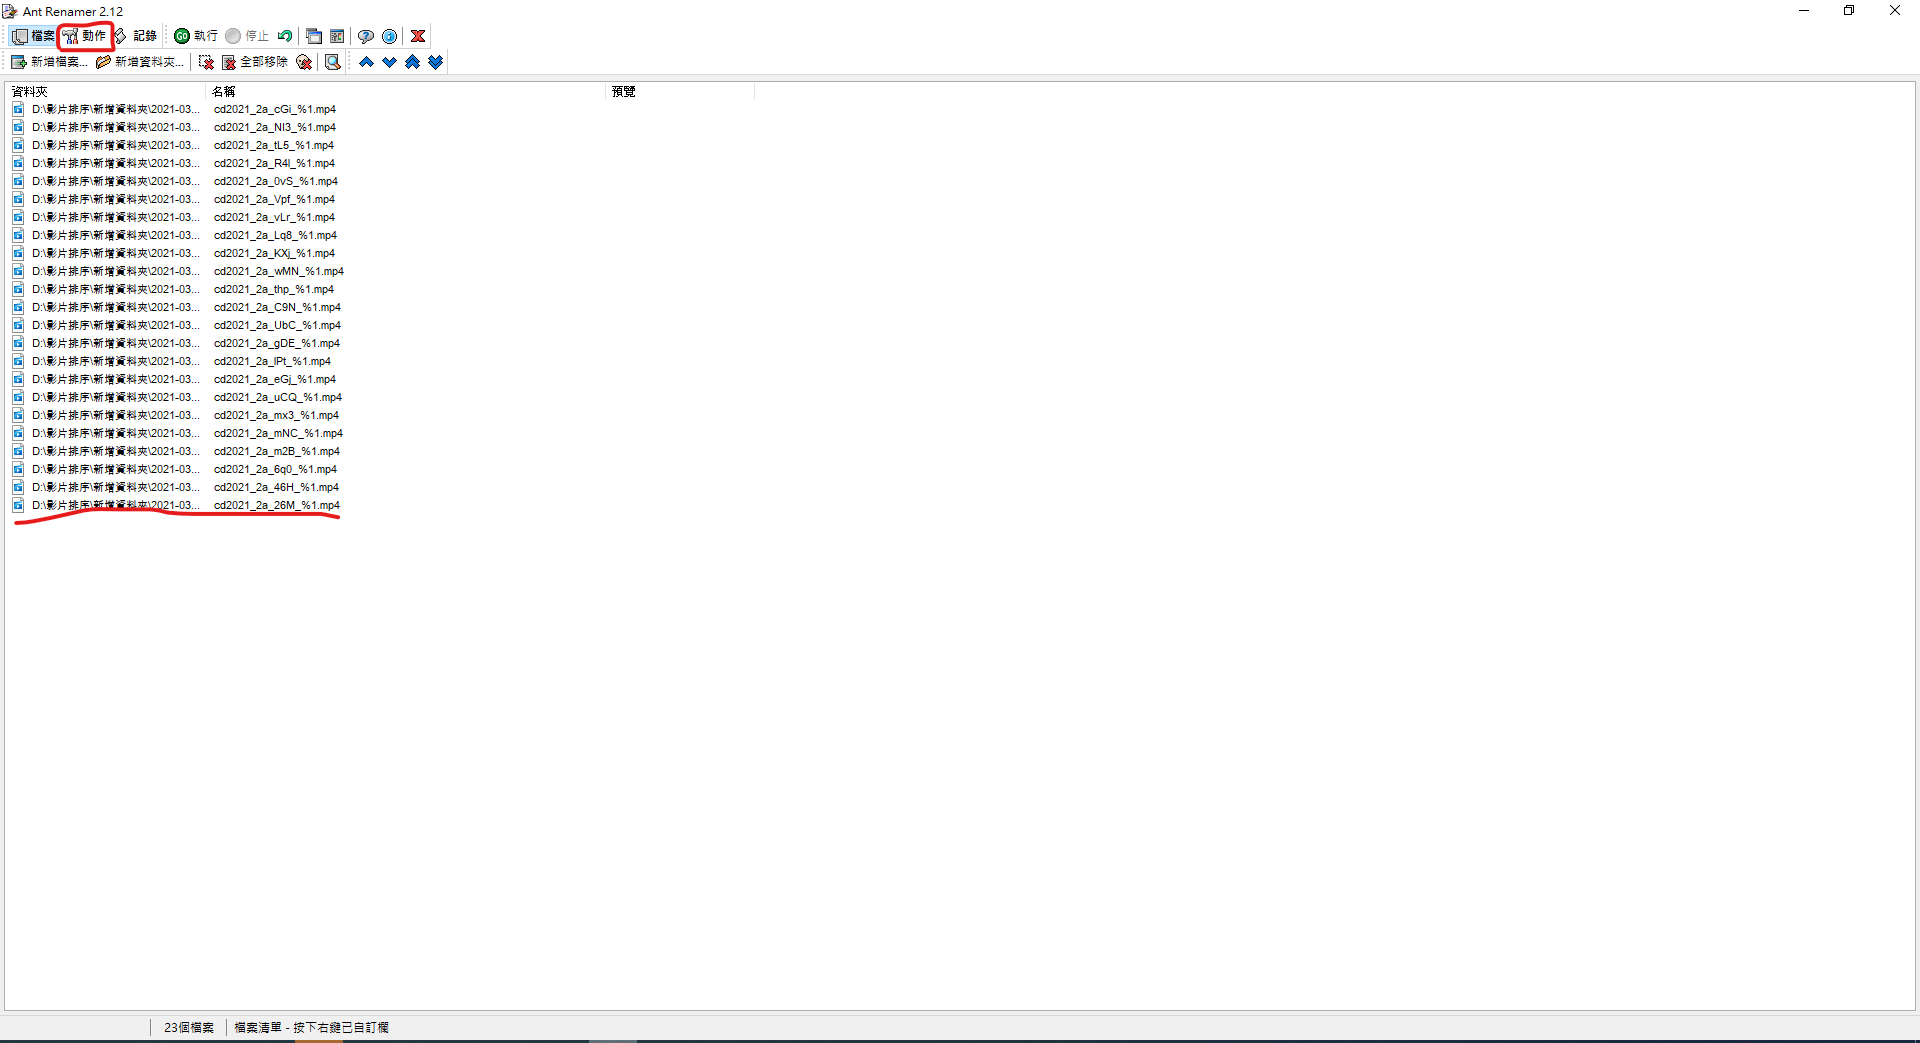 Ant Renamer 2.12
檔案 動作 記錄 GO 執行 停止
新增檔案... 新增資料夾... 全部移除
資料夾 名稱 預覽
D:\影片排序\新增資料夾\2021-03... cd2021_2a_cGi_%1.mp4
D:\影片排序\新增資料夾\2021-03... cd2021_2a_NI3_%1.mp4
D:\影片排序\新增資料夾\2021-03... cd2021_2a_tL5_%1.mp4
D:\影片排序\新增資料夾\2021-03... cd2021_2a_R4l_%1.mp4
D:\影片排序\新增資料夾\2021-03... cd2021_2a_0vS_%1.mp4
D:\影片排序\新增資料夾\2021-03... cd2021_2a_Vpf_%1.mp4
D:\影片排序\新增資料夾\2021-03... cd2021_2a_vLr_%1.mp4
D:\影片排序\新增資料夾\2021-03... cd2021_2a_Lq8_%1.mp4
D:\影片排序\新增資料夾\2021-03... cd2021_2a_KXj_%1.mp4
D:\影片排序\新增資料夾\2021-03... cd2021_2a_wMN_%1.mp4
D:\影片排序\新增資料夾\2021-03... cd2021_2a_thp_%1.mp4
D:\影片排序\新增資料夾\2021-03... cd2021_2a_C9N_%1.mp4
D:\影片排序\新增資料夾\2021-03... cd2021_2a_UbC_%1.mp4
D:\影片排序\新增資料夾\2021-03... cd2021_2a_gDE_%1.mp4
D:\影片排序\新增資料夾\2021-03... cd2021_2a_lPt_%1.mp4
D:\影片排序\新增資料夾\2021-03... cd2021_2a_eGj_%1.mp4
D:\影片排序\新增資料夾\2021-03... cd2021_2a_uCQ_%1.mp4
D:\影片排序\新增資料夾\2021-03... cd2021_2a_mx3_%1.mp4
D:\影片排序\新增資料夾\2021-03... cd2021_2a_mNC_%1.mp4
D:\影片排序\新增資料夾\2021-03... cd2021_2a_m2B_%1.mp4
D:\影片排序\新增資料夾\2021-03... cd2021_2a_6q0_%1.mp4
D:\影片排序\新增資料夾\2021-03... cd2021_2a_46H_%1.mp4
D:\影片排序\新增資料夾\2021-03... cd2021_2a_26M_%1.mp4
23個檔案 檔案清單 - 按下右鍵已自訂欄